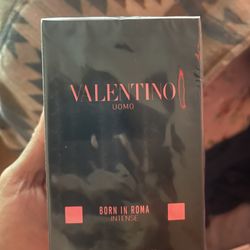 VALENTINO
UOMO
BORN IN ROMA
INTENSE